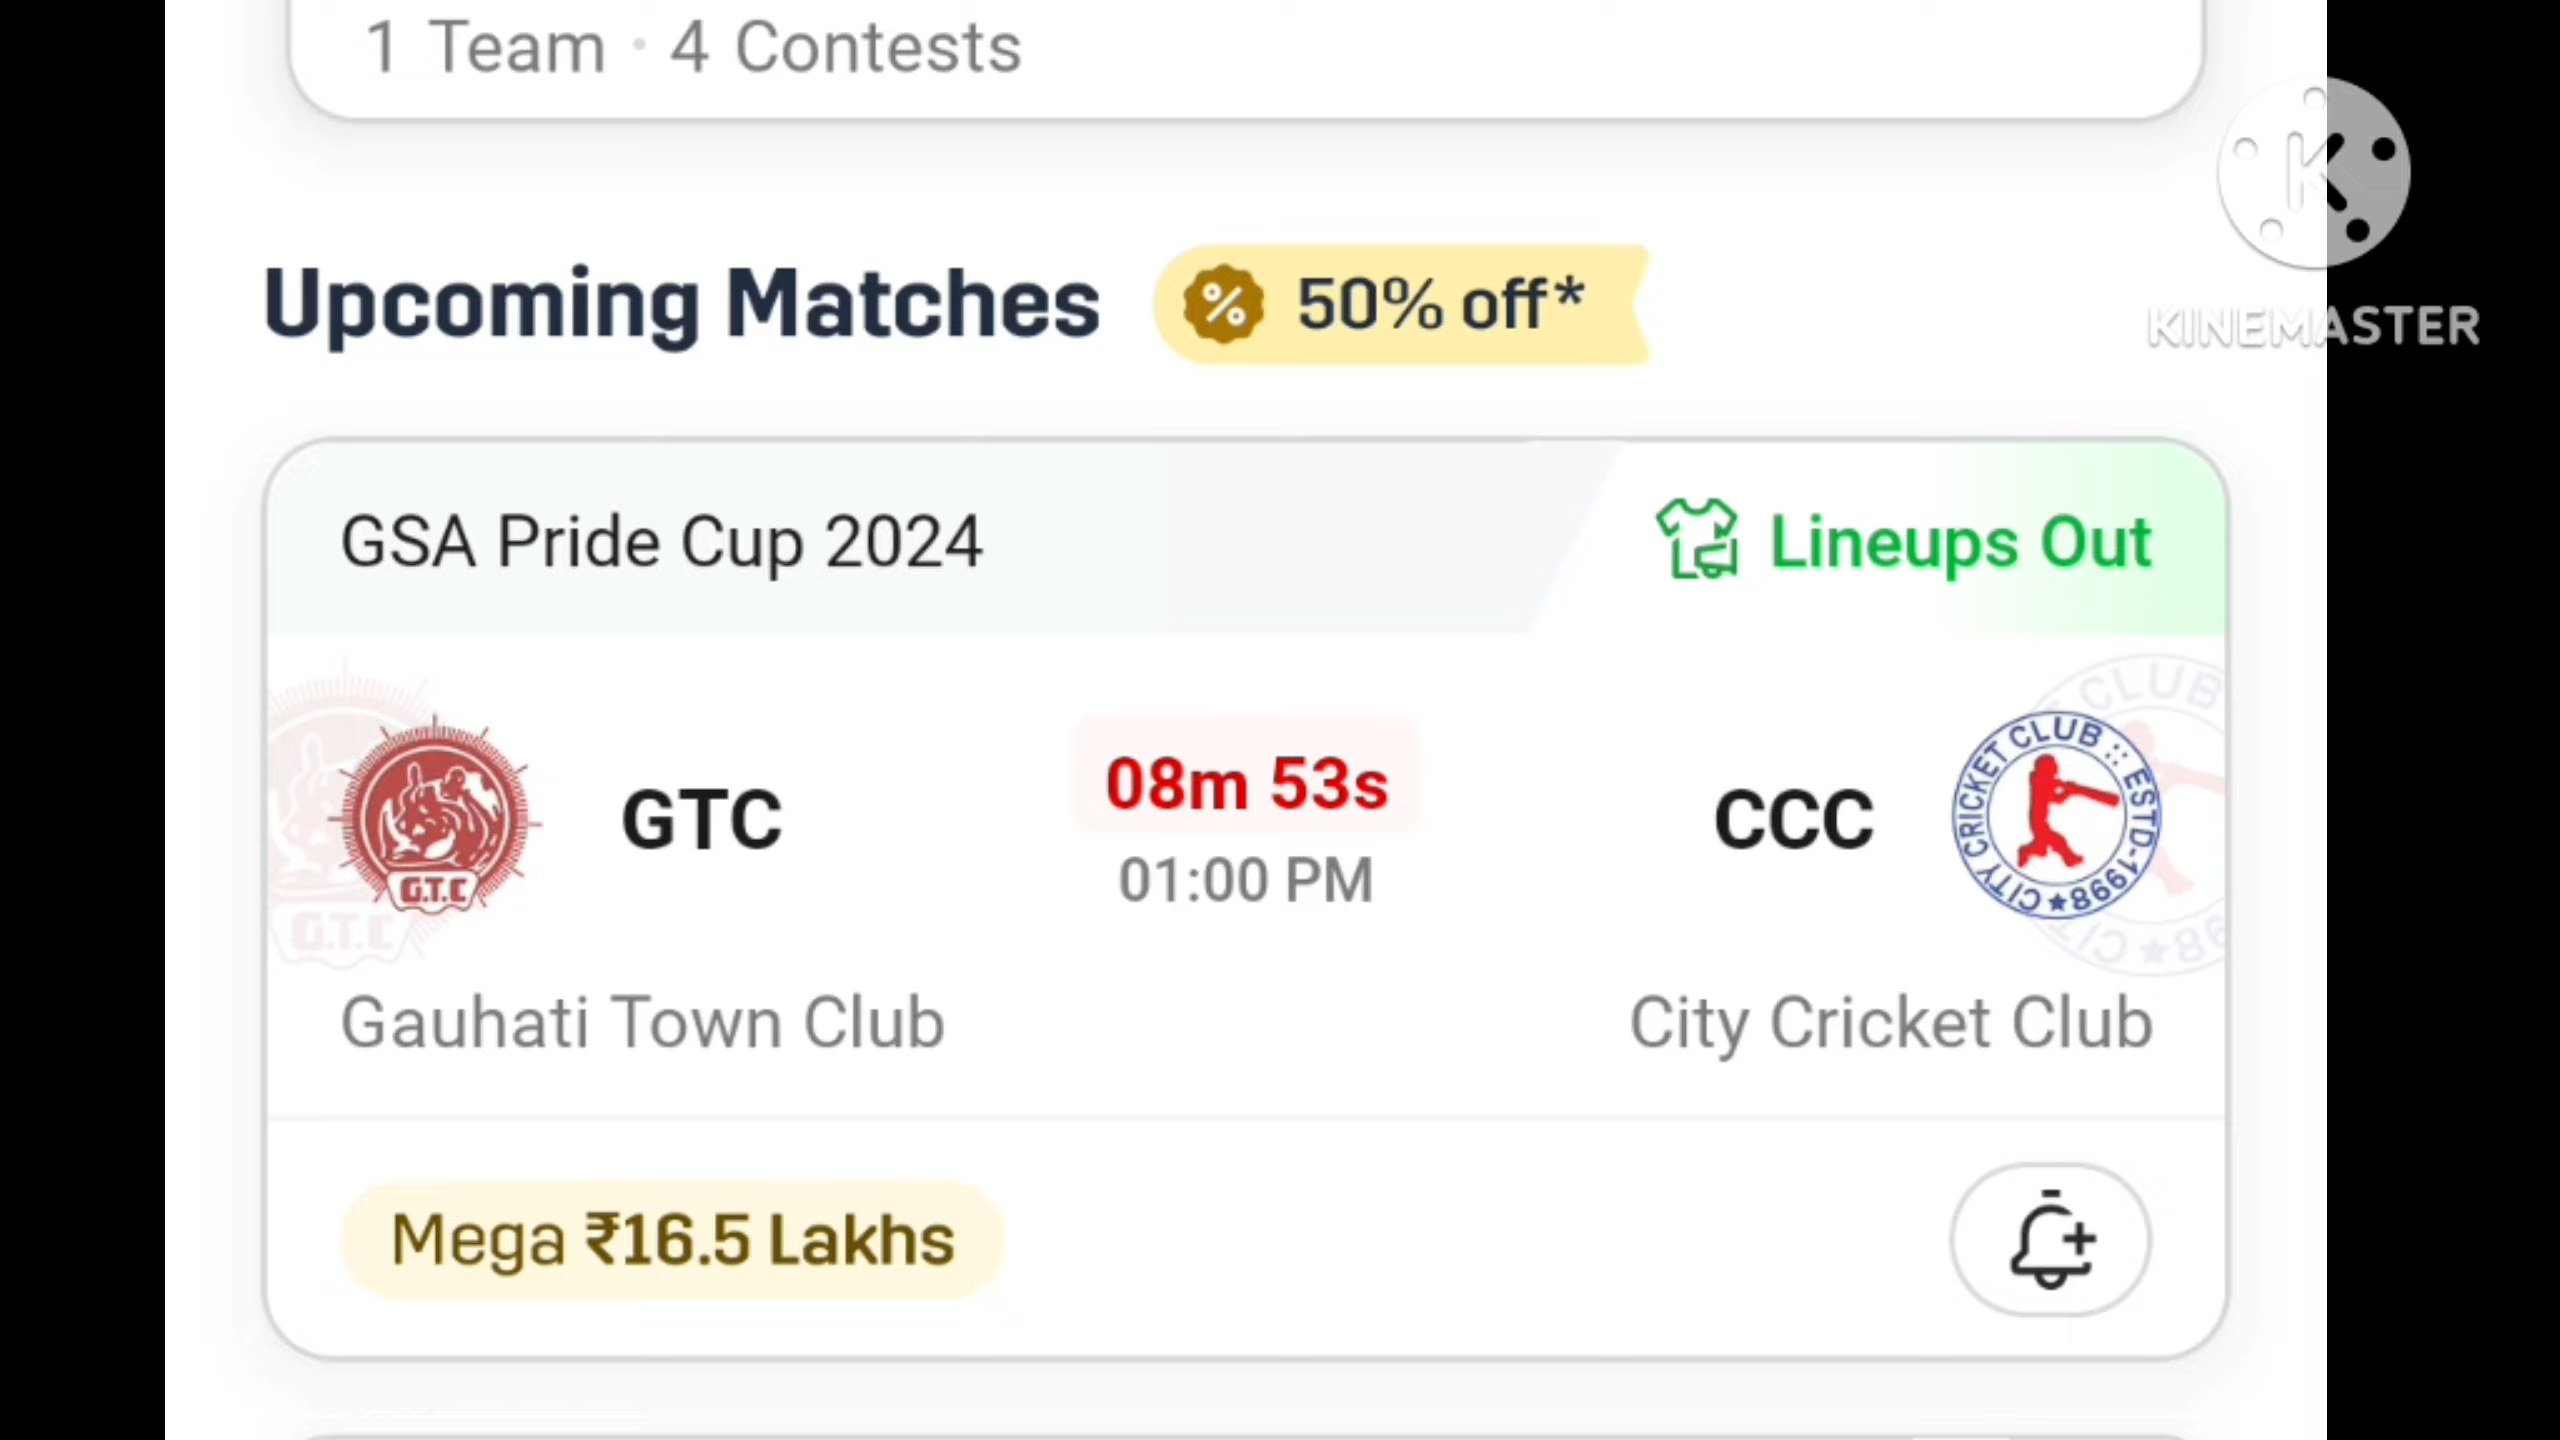 1 Team · 4 Contests
KINEMASTER
Upcoming Matches
50% off*
GSA Pride Cup 2024
Lineups Out
G.T.C
GTC
08m 53s
01:00 PM
CCC
CITY CRICKET CLUB :: ESTD-1998 ★
Gauhati Town Club
City Cricket Club
Mega ₹16.5 Lakhs